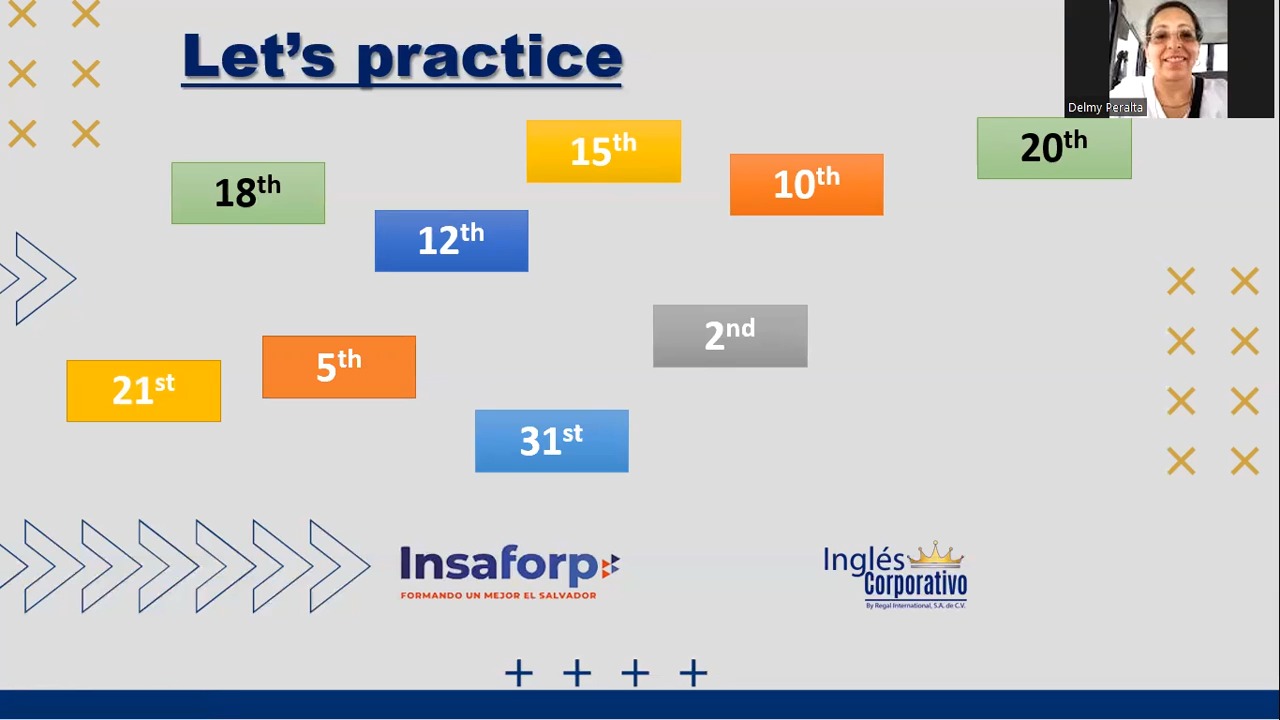 Let's practice
Delmy Peralta
15th
20th
10th
18th
12th
2nd
5th
21st
31st
Insaforp
FORMANDO UN MEJOR EL SALVADOR
Inglés
Corporativo
By Regal International, S.A. de C.V.